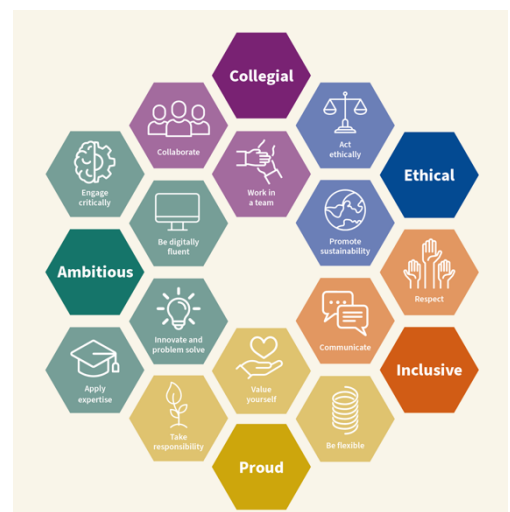 Collegial
Collaborate
Act
ethically
Engage
critically
Work in
a team
Ethical
Be digitally
fluent
Promote
sustainability
Ambitious
Respect
Innovate and
problem solve
Communicate
Apply
expertise
Value
yourself
Inclusive
Take
responsibility
Be flexible
Proud